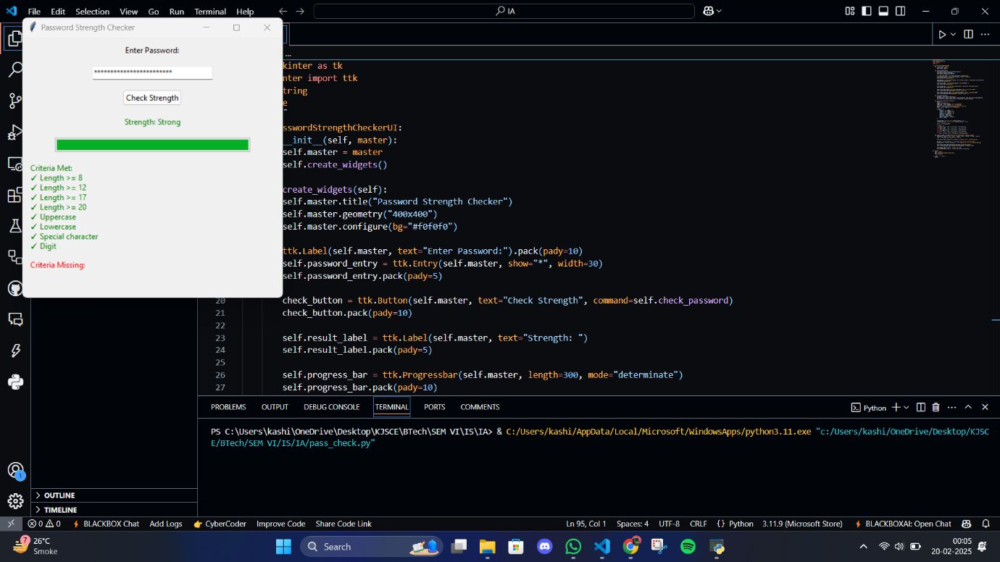 File Edit Selection View Go Run Terminal Help
IA
Password Strength Checker
Enter Password:
************************
Check Strength
Strength: Strong
Criteria Met:
✓ Length >= 8
✓ Length >= 12
✓ Length >= 17
✓ Length >= 20
✓ Uppercase
✓ Lowercase
✓ Special character
✓ Digit
Criteria Missing:
...
kinter as tk
nter import ttk
tring
e
sswordStrengthCheckerUI:
__init__(self, master):
self.master = master
self.create_widgets()
create_widgets(self):
self.master.title("Password Strength Checker")
self.master.geometry("400x400")
self.master.configure(bg="#f0f0f0")
ttk.Label(self.master, text="Enter Password:").pack(pady=10)
self.password_entry = ttk.Entry(self.master, show="*", width=30)
self.password_entry.pack(pady=5)
20 check_button = ttk.Button(self.master, text="Check Strength", command=self.check_password)
21 check_button.pack(pady=10)
22
23 self.result_label = ttk.Label(self.master, text="Strength: ")
24 self.result_label.pack(pady=5)
25
26 self.progress_bar = ttk.Progressbar(self.master, length=300, mode="determinate")
27 self.progress_bar.pack(pady=10)
PROBLEMS OUTPUT DEBUG CONSOLE TERMINAL PORTS COMMENTS
Python
PS C:\Users\kashi\OneDrive\Desktop\KJSCE\BTech\SEM VI\IS\IA> & C:/Users/kashi/AppData/Local/Microsoft/WindowsApps/python3.11.exe "c:/Users/kashi/OneDrive/Desktop/KJSC
E/BTech/SEM VI/IS/IA/pass_check.py"
1
OUTLINE
TIMELINE
0 0 BLACKBOX Chat Add Logs 👉 CyberCoder Improve Code Share Code Link
Ln 95, Col 1 Spaces: 4 UTF-8 CRLF {} Python 3.11.9 (Microsoft Store) BLACKBOXAI: Open Chat
7
26°C
Smoke
Search
00:05
20-02-2025